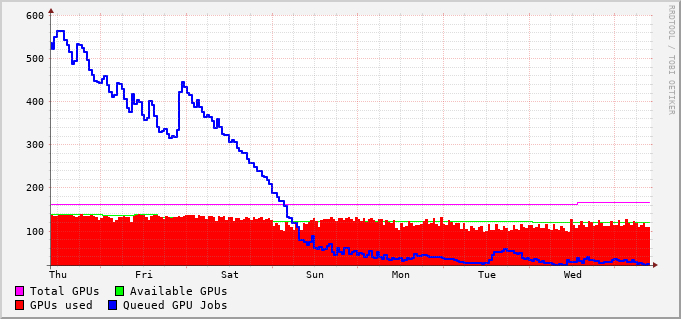 600
500
400
300
200
100
Thu Fri Sat Sun Mon Tue Wed
Total GPUs Available GPUs
GPUs used Queued GPU Jobs
RRDTOOL / TOBI OETIKER